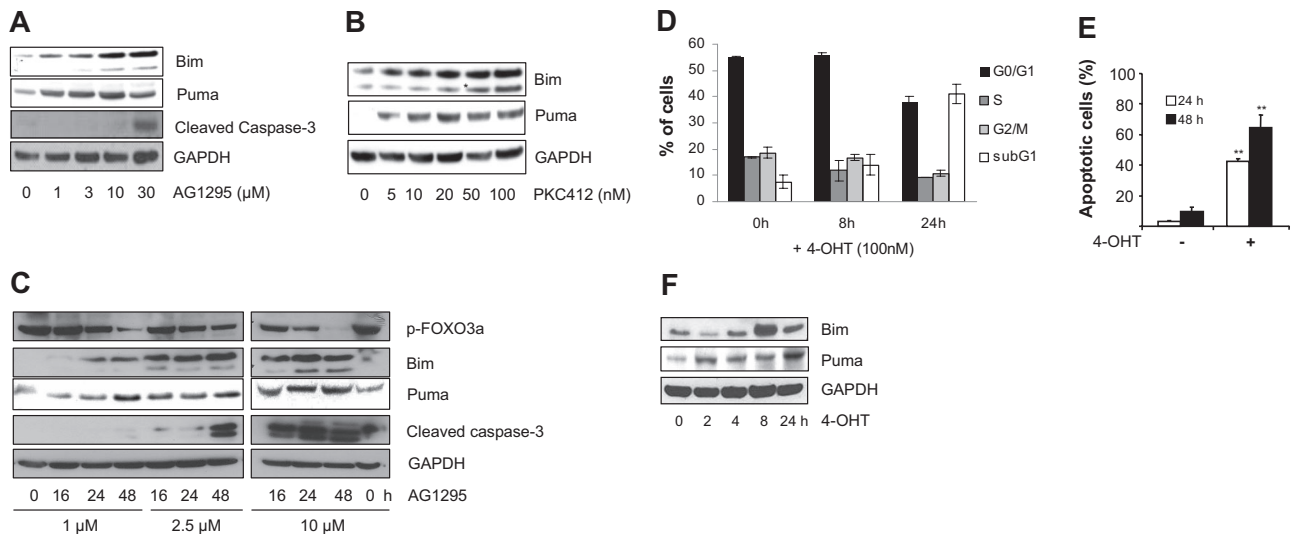 A
Bim
Puma
Cleaved Caspase-3
GAPDH
0 1 3 10 30 AG1295 (µM)
B
Bim
*
Puma
GAPDH
0 5 10 20 50 100 PKC412 (nM)
C
p-FOXO3a
Bim
Puma
Cleaved caspase-3
GAPDH
0 16 24 48 16 24 48 16 24 48 0 h AG1295
1 µM 2.5 µM 10 µM
D
% of cells
60
50
40
30
20
10
0
G0/G1
S
G2/M
subG1
0h 8h 24h
+ 4-OHT (100nM)
E
Apoptotic cells (%)
100
80
60
40
20
24 h
48 h
**
**
4-OHT - +
F
Bim
Puma
GAPDH
0 2 4 8 24 h 4-OHT